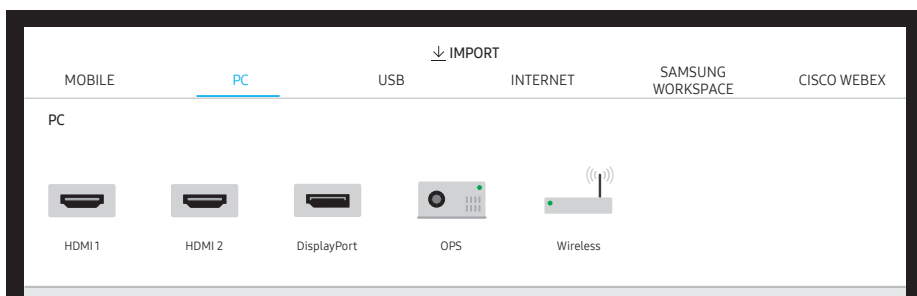 IMPORT
MOBILE PC USB INTERNET SAMSUNG WORKSPACE CISCO WEBEX
PC
HDMI 1 HDMI 2 DisplayPort OPS Wireless